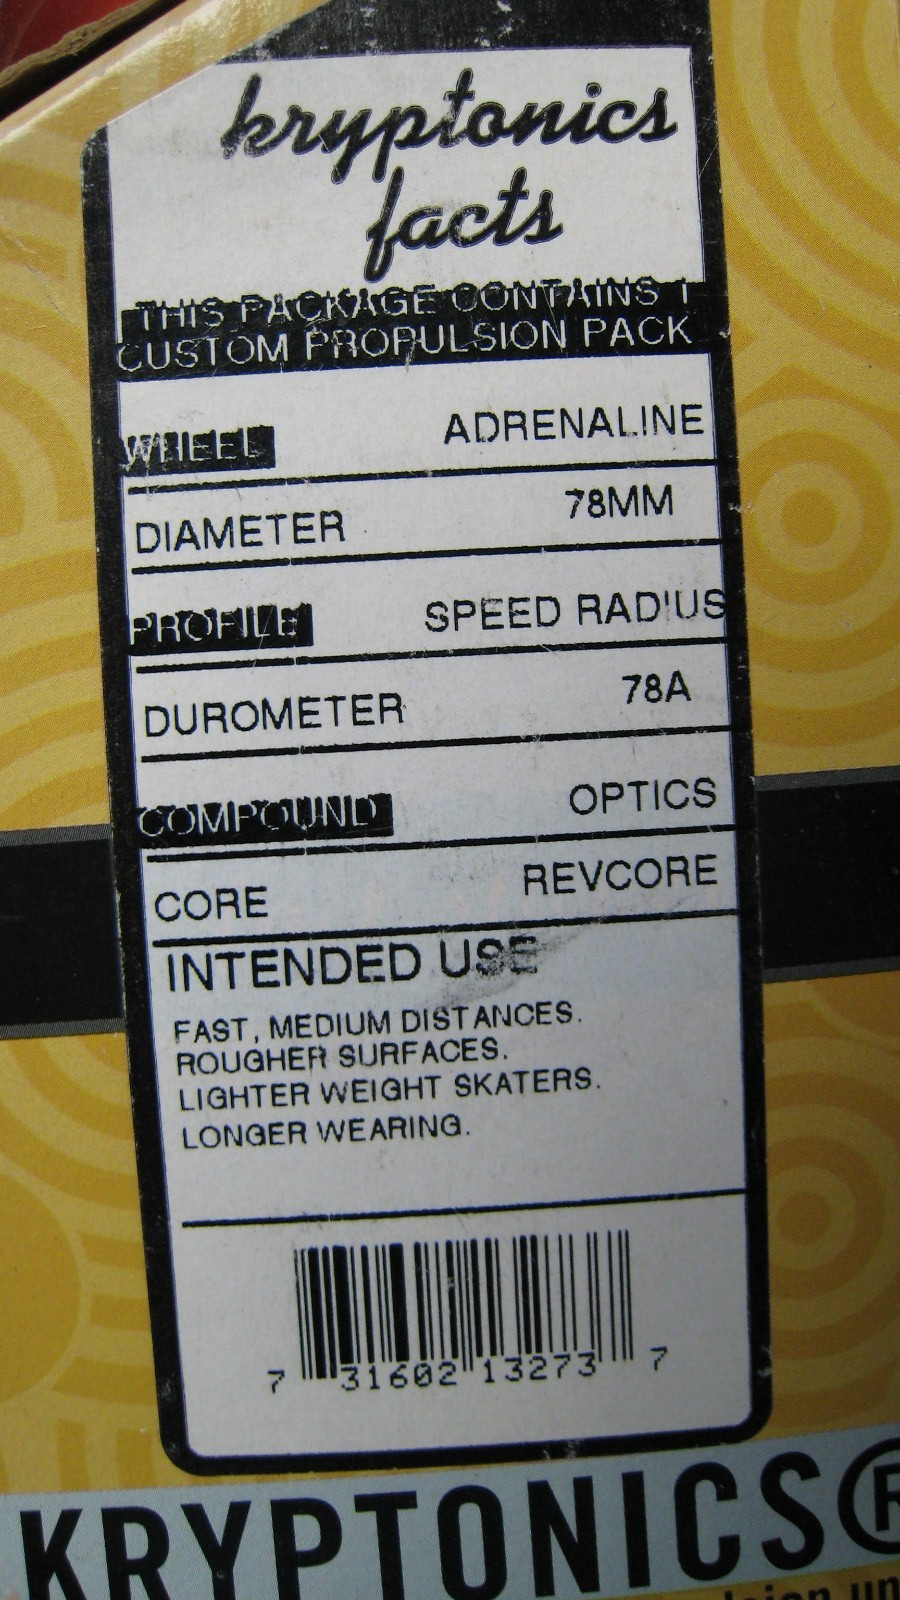 kryptonics
facts
THIS PACKAGE CONTAINS 1
CUSTOM PROPULSION PACK
WHEEL ADRENALINE
DIAMETER 78MM
PROFILE SPEED RADIUS
DUROMETER 78A
COMPOUND OPTICS
CORE REVCORE
INTENDED USE
FAST, MEDIUM DISTANCES.
ROUGHER SURFACES.
LIGHTER WEIGHT SKATERS.
LONGER WEARING.
7 31602 13273 7
KRYPTONICS®